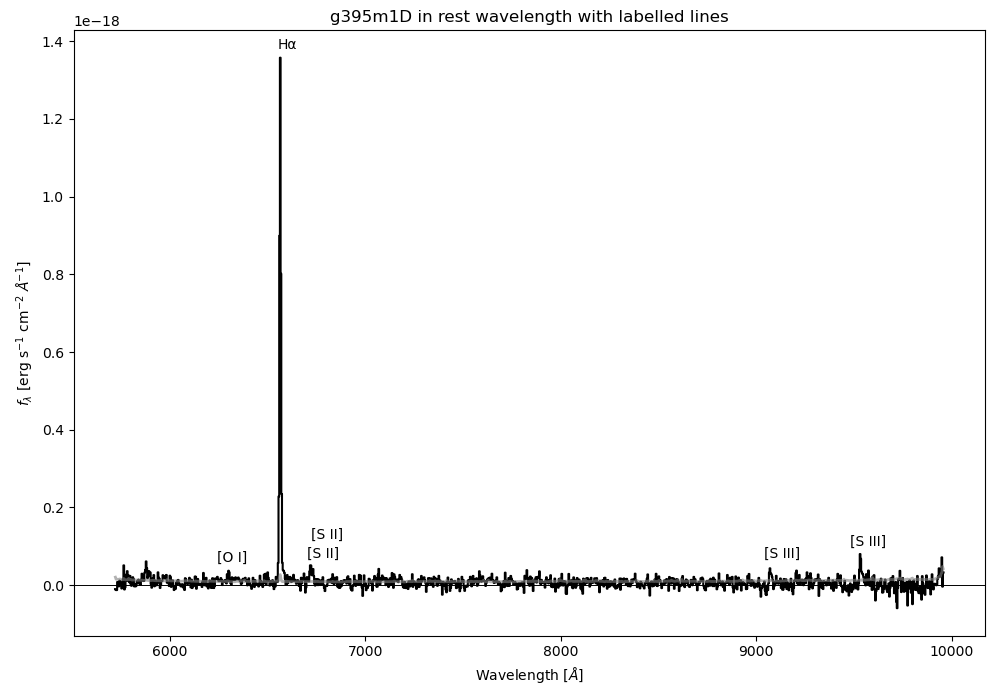 g395m1D in rest wavelength with labelled lines
1e−18
1.4
1.2
1.0
0.8
0.6
0.4
0.2
0.0
fλ [erg s−1 cm−2 Å−1]
Hα
[O I]
[S II]
[S II]
[S III]
[S III]
6000 7000 8000 9000 10000
Wavelength [Å]